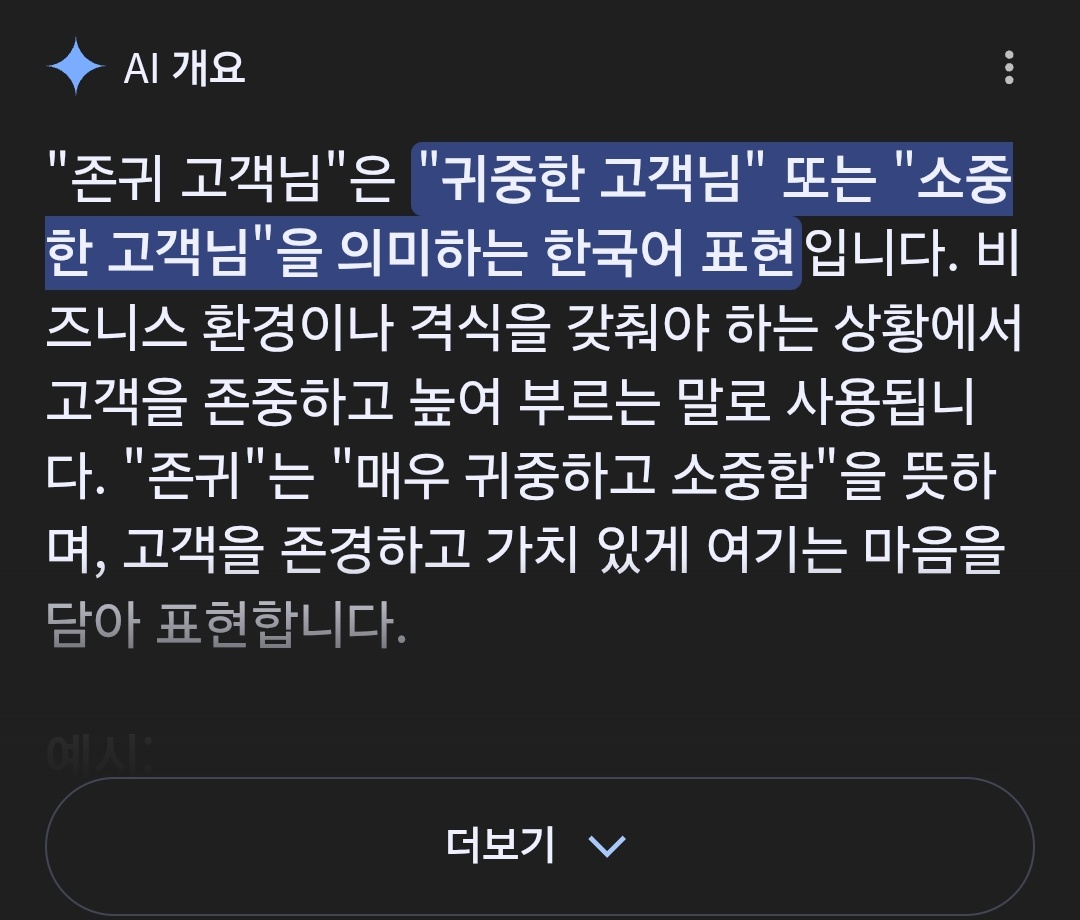 AI 개요
"존귀 고객님"은 "귀중한 고객님" 또는 "소중
한 고객님"을 의미하는 한국어 표현입니다. 비
즈니스 환경이나 격식을 갖춰야 하는 상황에서
고객을 존중하고 높여 부르는 말로 사용됩니
다. "존귀"는 "매우 귀중하고 소중함"을 뜻하
며, 고객을 존경하고 가치 있게 여기는 마음을
담아 표현합니다.
예시:
더보기